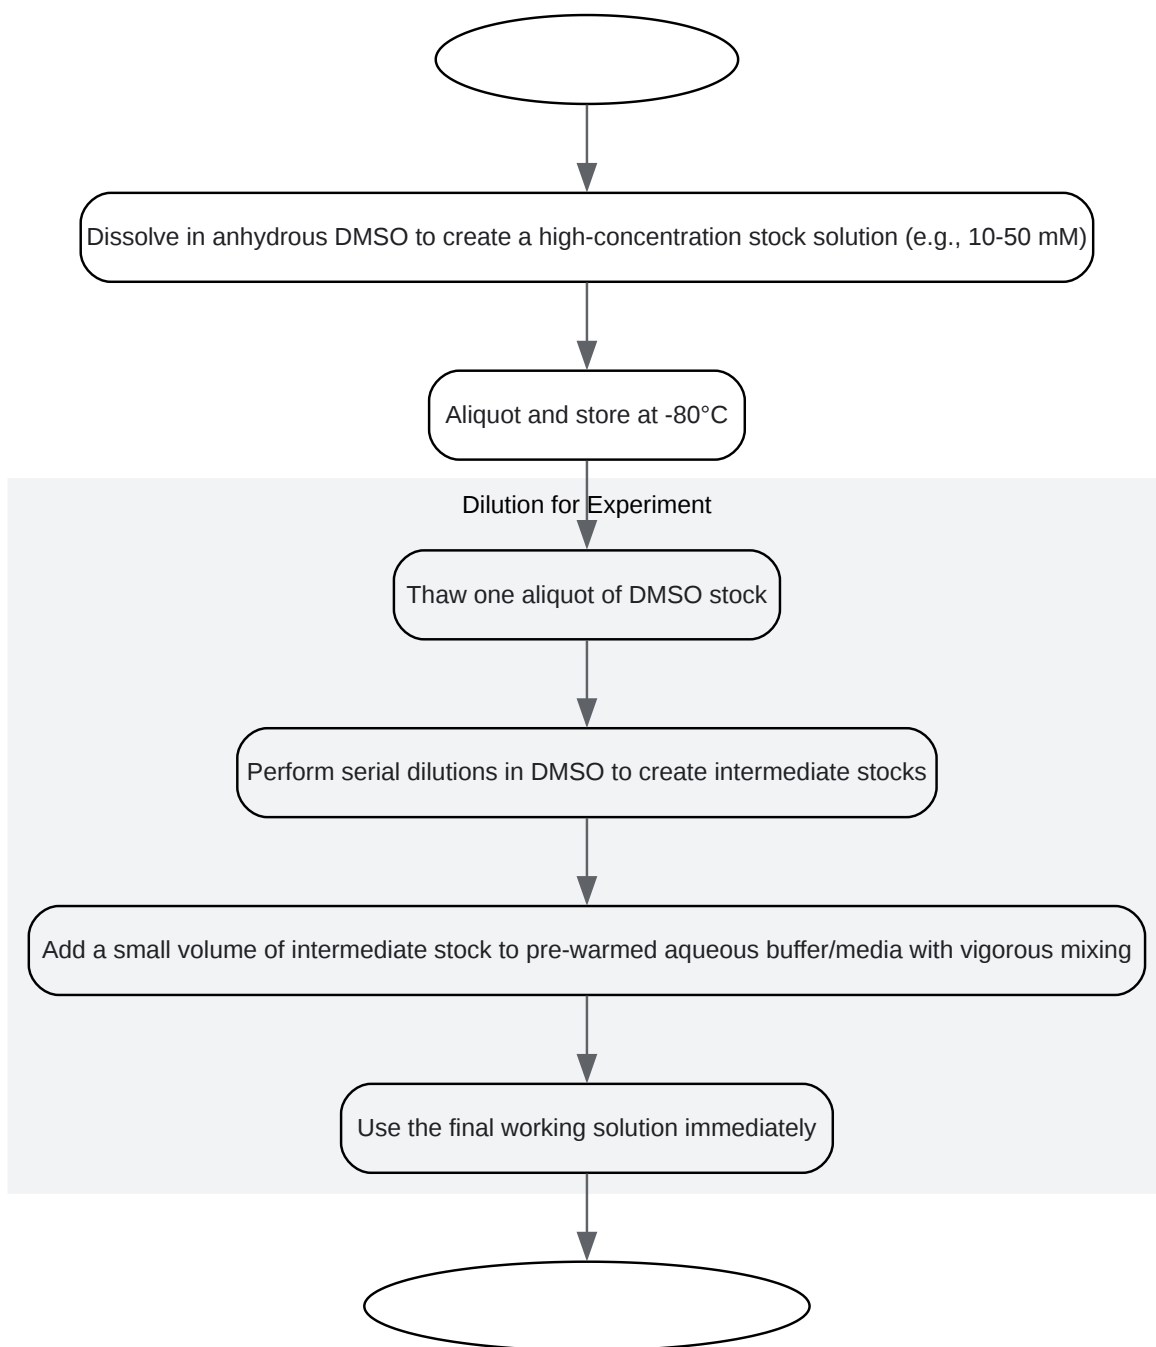 Dissolve in anhydrous DMSO to create a high-concentration stock solution (e.g., 10-50 mM)
Aliquot and store at -80°C
Dilution for Experiment
Thaw one aliquot of DMSO stock
Perform serial dilutions in DMSO to create intermediate stocks
Add a small volume of intermediate stock to pre-warmed aqueous buffer/media with vigorous mixing
Use the final working solution immediately